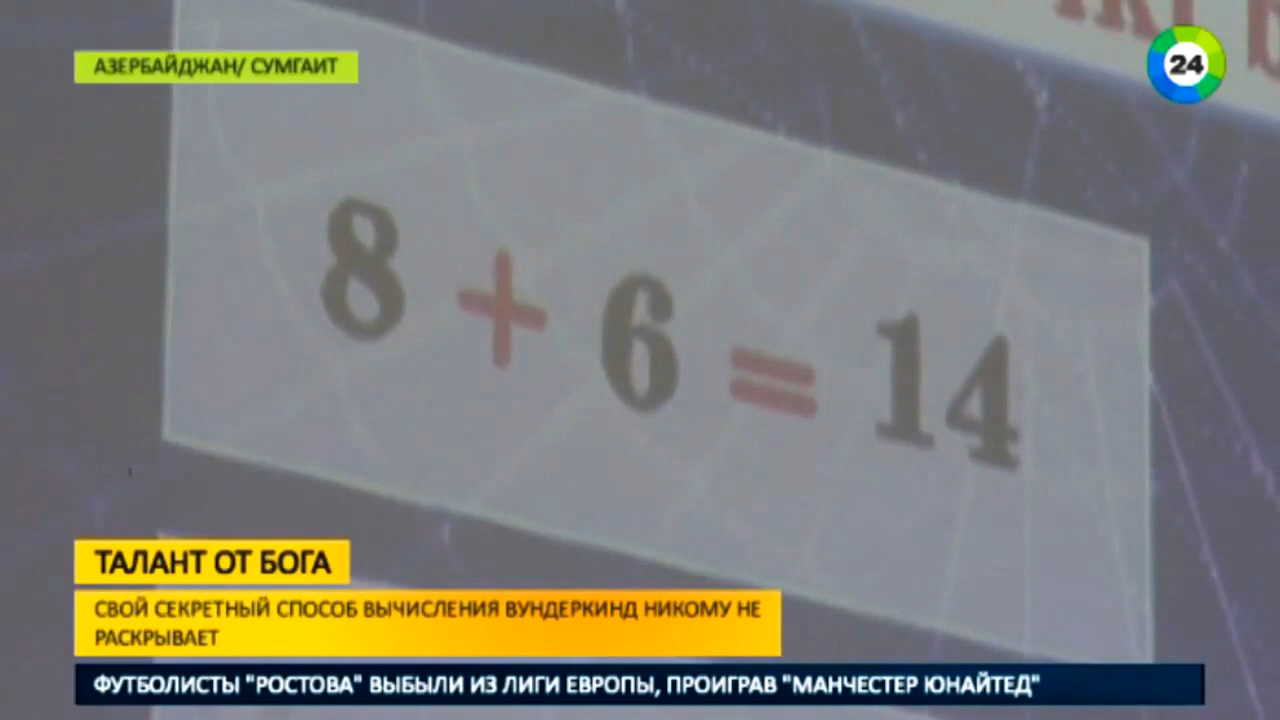 АЗЕРБАЙДЖАН/ СУМГАИТ
24
8 + 6 = 14
ТАЛАНТ ОТ БОГА
СВОЙ СЕКРЕТНЫЙ СПОСОБ ВЫЧИСЛЕНИЯ ВУНДЕРКИНД НИКОМУ НЕ
РАСКРЫВАЕТ
ФУТБОЛИСТЫ "РОСТОВА" ВЫБЫЛИ ИЗ ЛИГИ ЕВРОПЫ, ПРОИГРАВ "МАНЧЕСТЕР ЮНАЙТЕД"